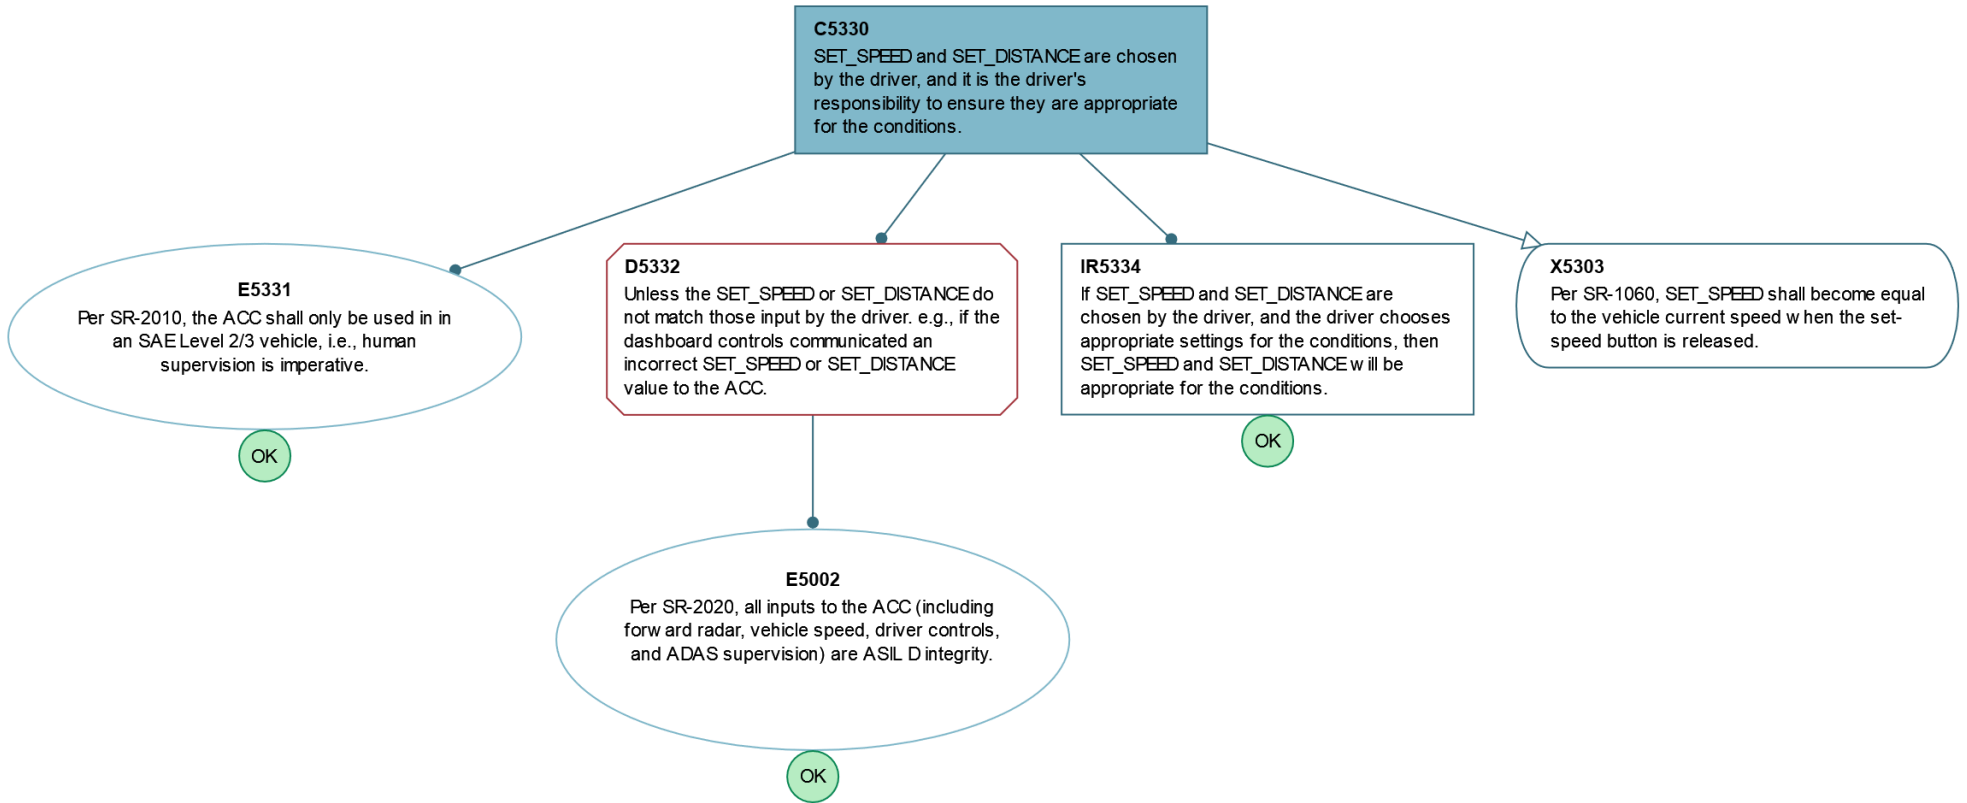 C5330
SET_SPEED and SET_DISTANCE are chosen
by the driver, and it is the driver's
responsibility to ensure they are appropriate
for the conditions.
E5331
Per SR-2010, the ACC shall only be used in in
an SAE Level 2/3 vehicle, i.e., human
supervision is imperative.
OK
D5332
Unless the SET_SPEED or SET_DISTANCE do
not match those input by the driver. e.g., if the
dashboard controls communicated an
incorrect SET_SPEED or SET_DISTANCE
value to the ACC.
IR5334
If SET_SPEED and SET_DISTANCE are
chosen by the driver, and the driver chooses
appropriate settings for the conditions, then
SET_SPEED and SET_DISTANCE will be
appropriate for the conditions.
OK
X5303
Per SR-1060, SET_SPEED shall become equal
to the vehicle current speed when the set-
speed button is released.
E5002
Per SR-2020, all inputs to the ACC (including
forward radar, vehicle speed, driver controls,
and ADAS supervision) are ASIL D integrity.
OK